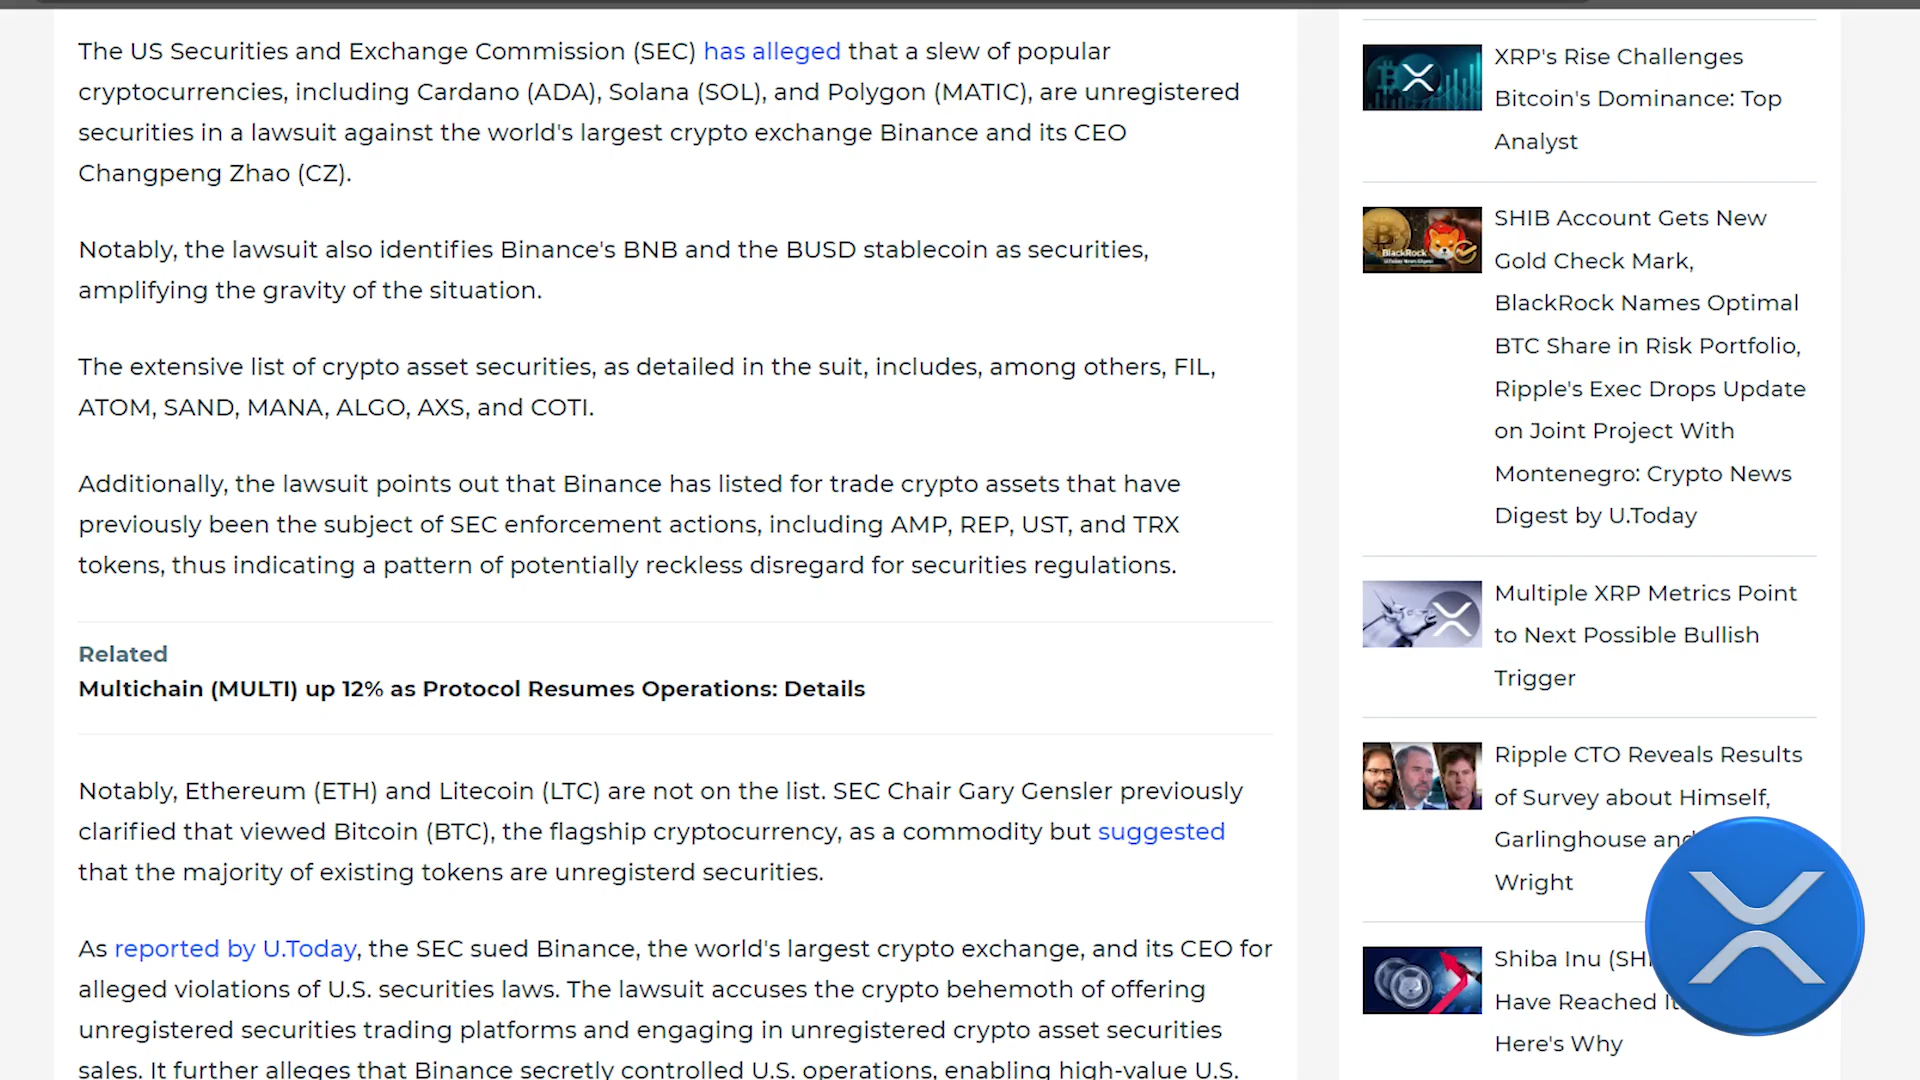 The US Securities and Exchange Commission (SEC) has alleged that a slew of popular
cryptocurrencies, including Cardano (ADA), Solana (SOL), and Polygon (MATIC), are unregistered
securities in a lawsuit against the world's largest crypto exchange Binance and its CEO
Changpeng Zhao (CZ).
Notably, the lawsuit also identifies Binance's BNB and the BUSD stablecoin as securities,
amplifying the gravity of the situation.
The extensive list of crypto asset securities, as detailed in the suit, includes, among others, FIL,
ATOM, SAND, MANA, ALGO, AXS, and COTI.
Additionally, the lawsuit points out that Binance has listed for trade crypto assets that have
previously been the subject of SEC enforcement actions, including AMP, REP, UST, and TRX
tokens, thus indicating a pattern of potentially reckless disregard for securities regulations.
Related
Multichain (MULTI) up 12% as Protocol Resumes Operations: Details
Notably, Ethereum (ETH) and Litecoin (LTC) are not on the list. SEC Chair Gary Gensler previously
clarified that viewed Bitcoin (BTC), the flagship cryptocurrency, as a commodity but suggested
that the majority of existing tokens are unregisterd securities.
As reported by U.Today, the SEC sued Binance, the world's largest crypto exchange, and its CEO for
alleged violations of U.S. securities laws. The lawsuit accuses the crypto behemoth of offering
unregistered securities trading platforms and engaging in unregistered crypto asset securities
sales. It further alleges that Binance secretly controlled U.S. operations, enabling high-value U.S.
XRP's Rise Challenges
Bitcoin's Dominance: Top
Analyst
BlackRock
SHIB Account Gets New
Gold Check Mark,
BlackRock Names Optimal
BTC Share in Risk Portfolio,
Ripple's Exec Drops Update
on Joint Project With
Montenegro: Crypto News
Digest by U.Today
Multiple XRP Metrics Point
to Next Possible Bullish
Trigger
Ripple CTO Reveals Results
of Survey about Himself,
Garlinghouse and
Wright
Shiba Inu (SHI
Have Reached
Here's Why